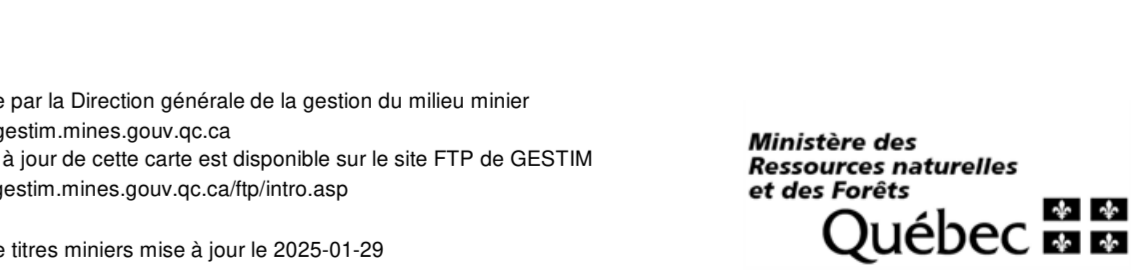 e par la Direction générale de la gestion du milieu minier
gestim.mines.gouv.qc.ca
à jour de cette carte est disponible sur le site FTP de GESTIM
gestim.mines.gouv.qc.ca/ftp/intro.asp
e titres miniers mise à jour le 2025-01-29
Ministère des
Ressources naturelles
et des Forêts
Québec